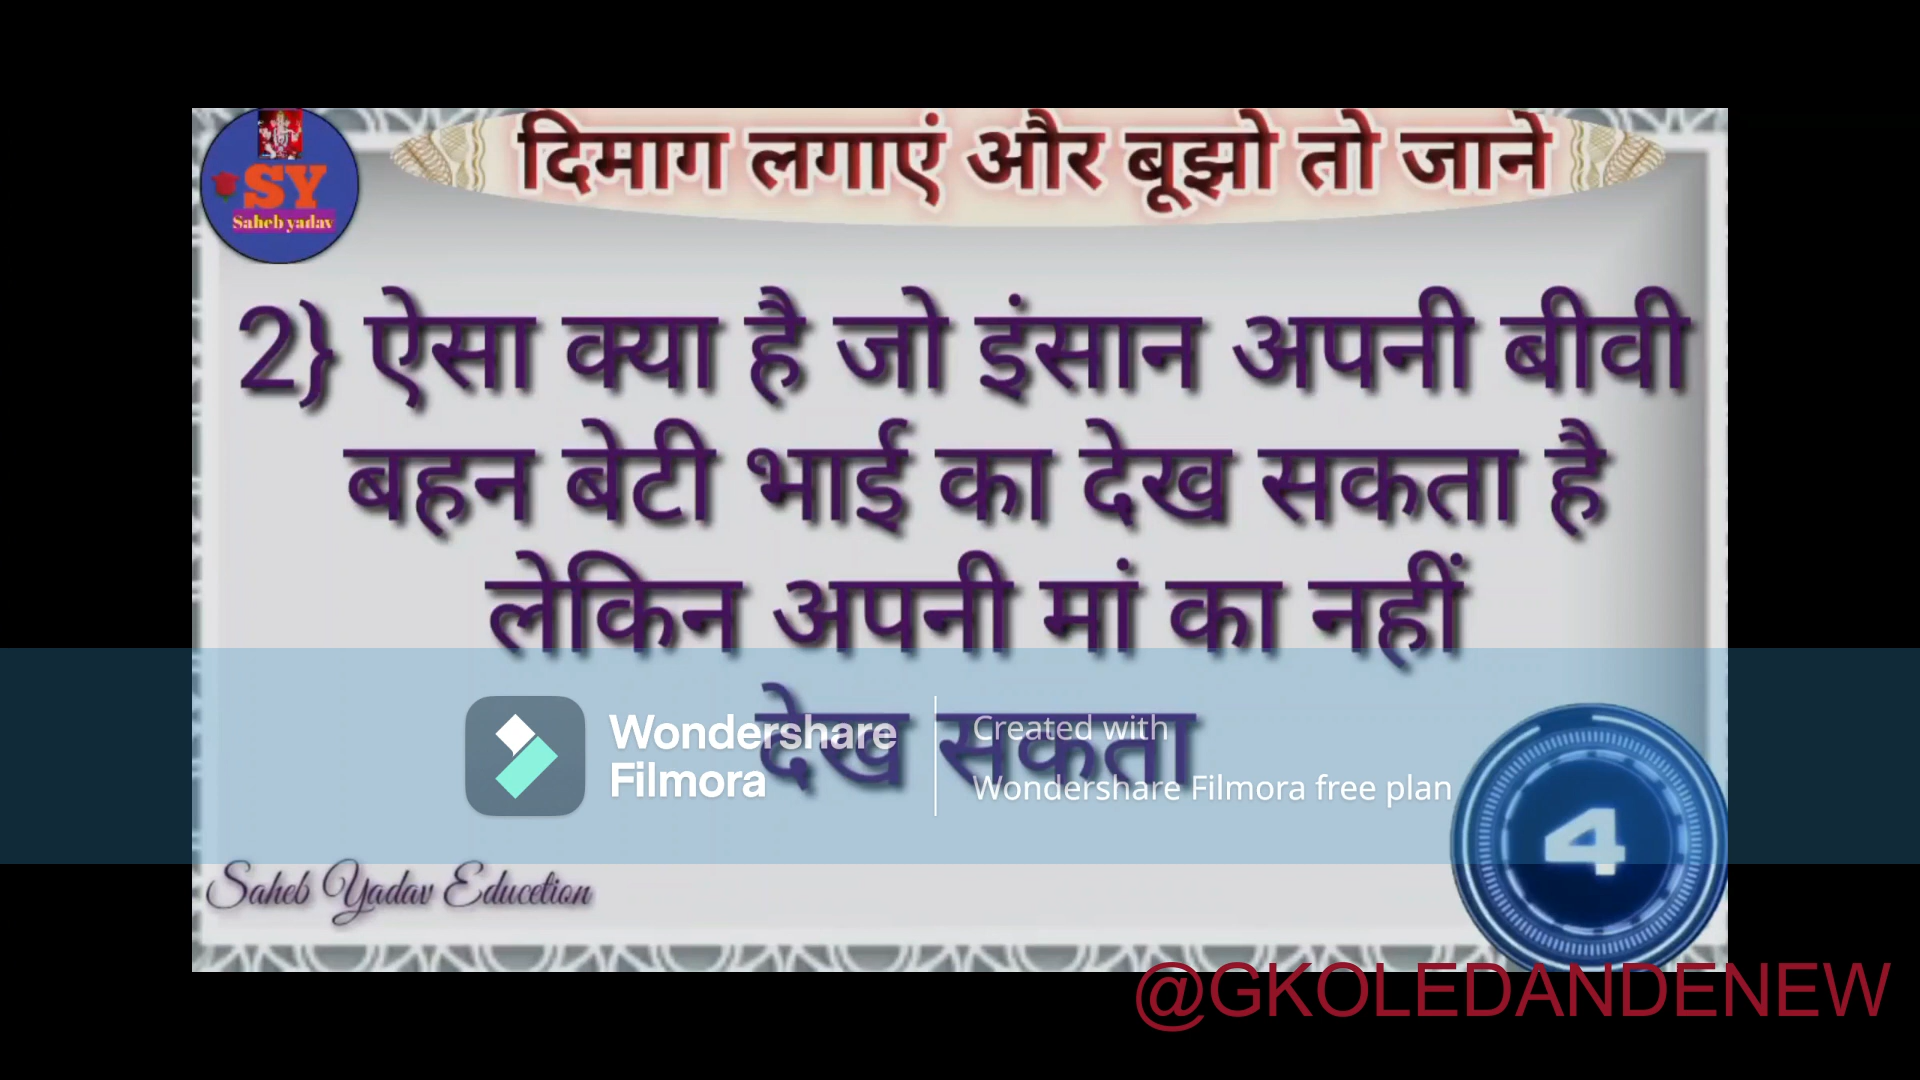 दिमाग लगाएं और बूझो तो जाने
SY
Saheb yadav
2} ऐसा क्या है जो इंसान अपनी बीवी
बहन बेटी भाई का देख सकता है
लेकिन अपनी मां का नहीं
देख सकता
Wondershare
Filmora
Created with
Wondershare Filmora free plan
4
Saheb Yadav Educetion
@GKOLEDANDENEW